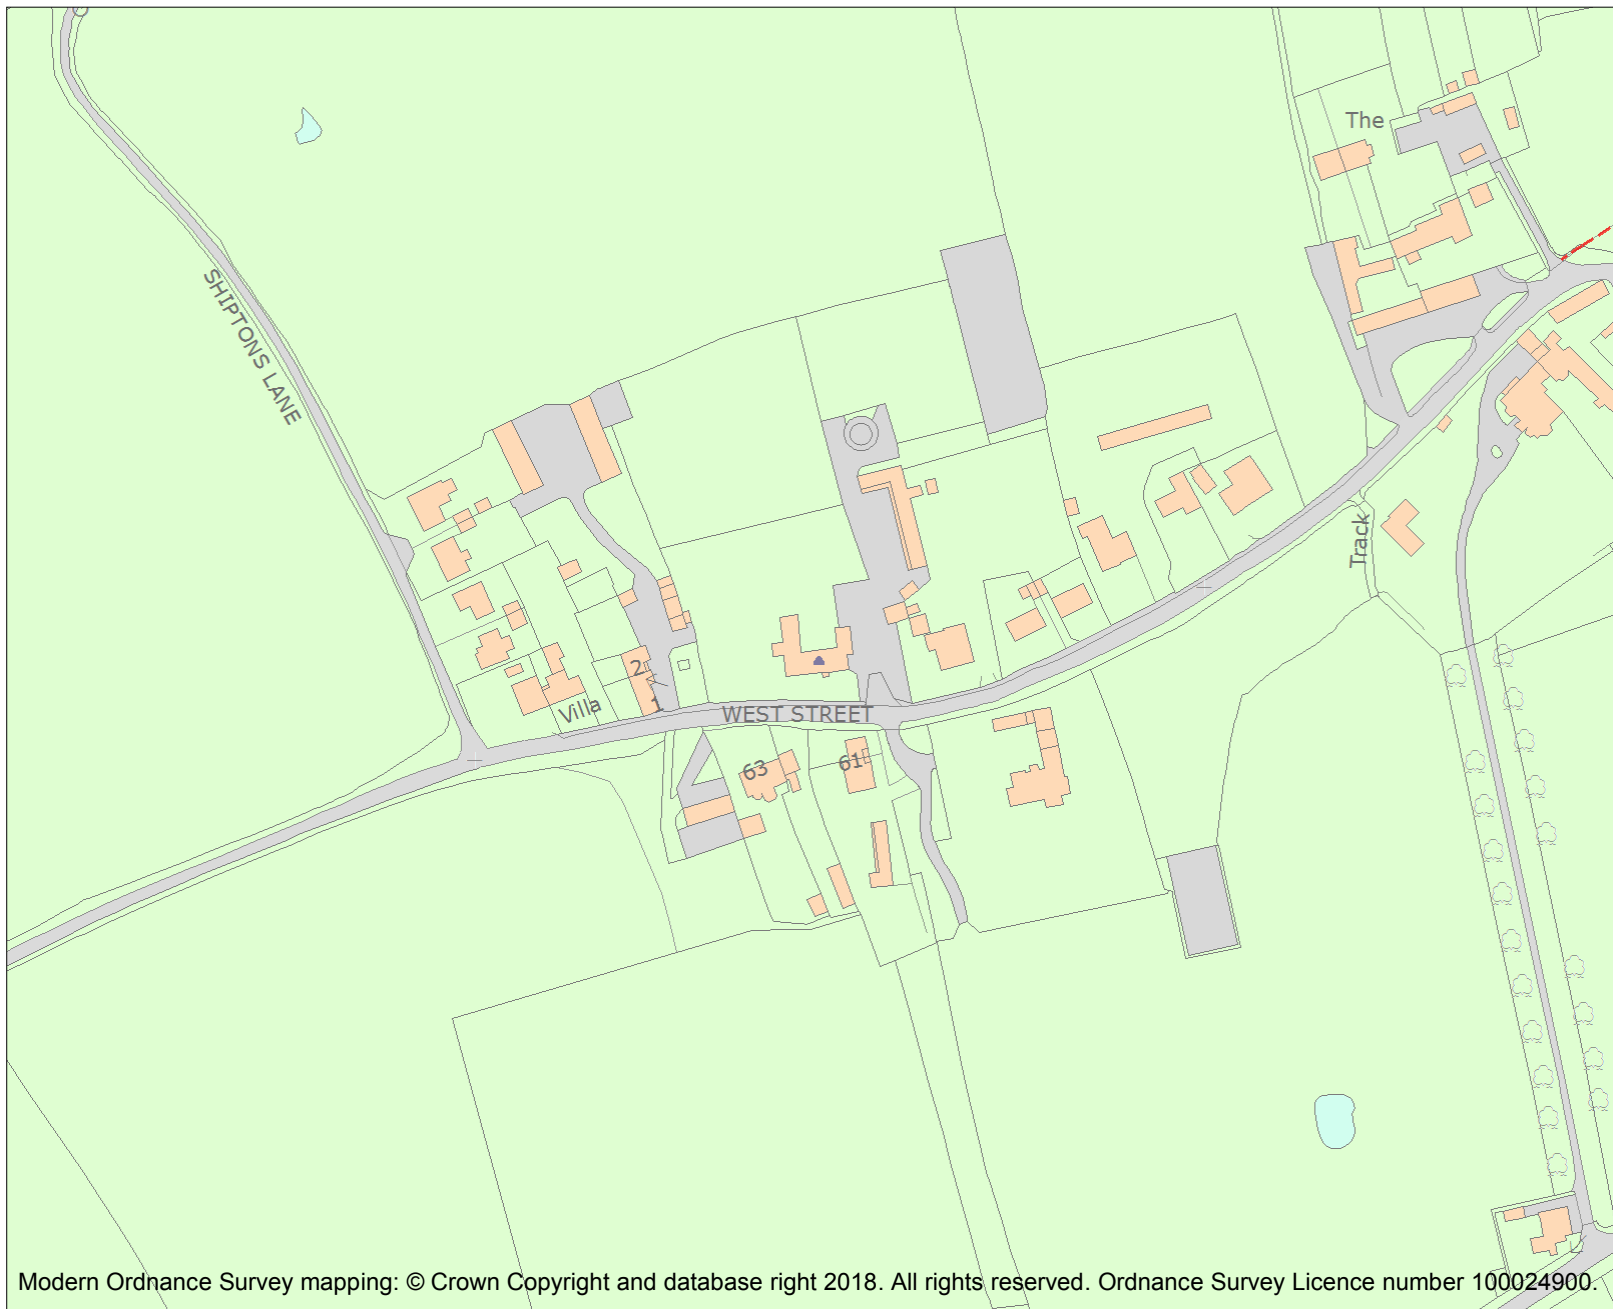 The
SHIPTONS LANE
Track
2
1
Villa
WEST STREET
63
61
Modern Ordnance Survey mapping: © Crown Copyright and database right 2018. All rights reserved. Ordnance Survey Licence number 100024900.